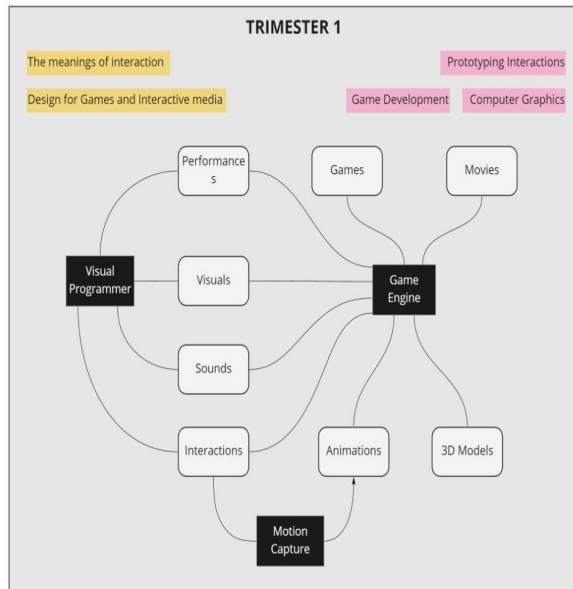 TRIMESTER 1
The meanings of interaction
Prototyping Interactions
Design for Games and Interactive media
Game Development
Computer Graphics
Performance
s
Games
Movies
Visual
Programmer
Visuals
Game
Engine
Sounds
Interactions
Animations
3D Models
Motion
Capture